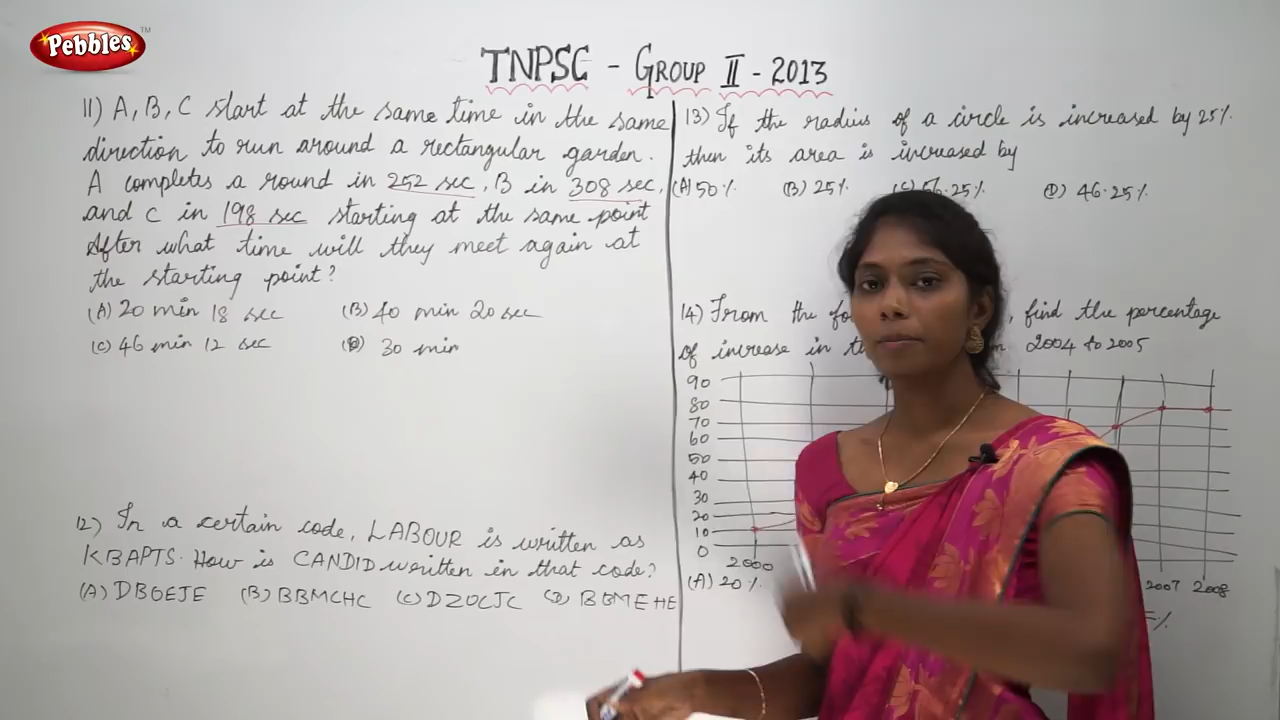 Pebbles TM
TNPSC - GROUP II - 2013
11) A, B, C start at the same time in the same
direction to run around a rectangular garden.
A completes a round in 252 sec, B in 308 sec,
and C in 198 sec starting at the same point
After what time will they meet again at
the starting point?
(A) 20 min 18 sec (B) 40 min 20 sec
(C) 46 min 12 sec (D) 30 min
12) In a certain code, LABOUR is written as
KBAPTS. How is CANDID written in that code?
(A) DBOEJE (B) BBMCHC (C) DZOCJC (D) BBMEHE
13) If the radius of a circle is increased by 25%.
then its area is increased by
(A) 50% (B) 25% (C) 56.25% (D) 46.25%
14) From the find the percentage
of increase in 2004 to 2005
90
80
70
60
50
40
30
20
10
0
2000 2007 2008
(A) 20%